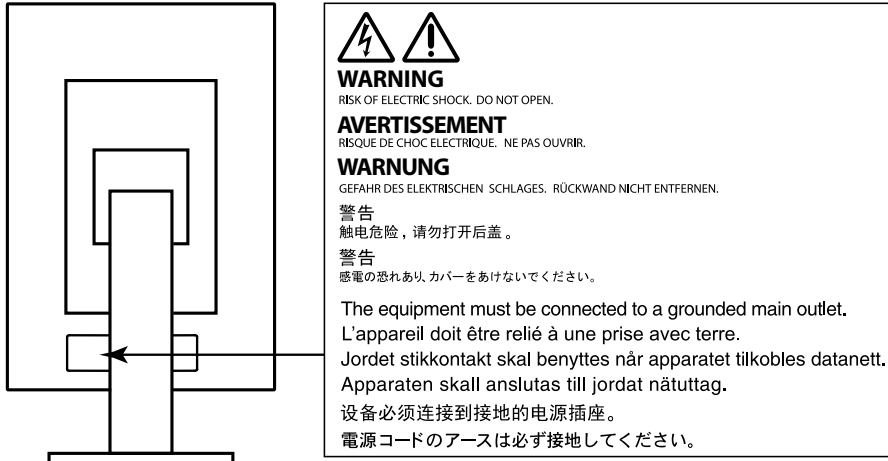 WARNING
RISK OF ELECTRIC SHOCK. DO NOT OPEN.
AVERTISSEMENT
RISQUE DE CHOC ELECTRIQUE. NE PAS OUVRIR.
WARNUNG
GEFAHR DES ELEKTRISCHEN SCHLAGES. RÜCKWAND NICHT ENTFERNEN.
警告
触电危险，请勿打开后盖。
警告
感電の恐れあり、カバーをあけないでください。
The equipment must be connected to a grounded main outlet.
L'appareil doit être relié à une prise avec terre.
Jordet stikkontakt skal benyttes når apparatet tilkobles datanett.
Apparaten skall anslutas till jordat nätuttag.
设备必须连接到接地的电源插座。
電源コードのアースは必ず接地してください。